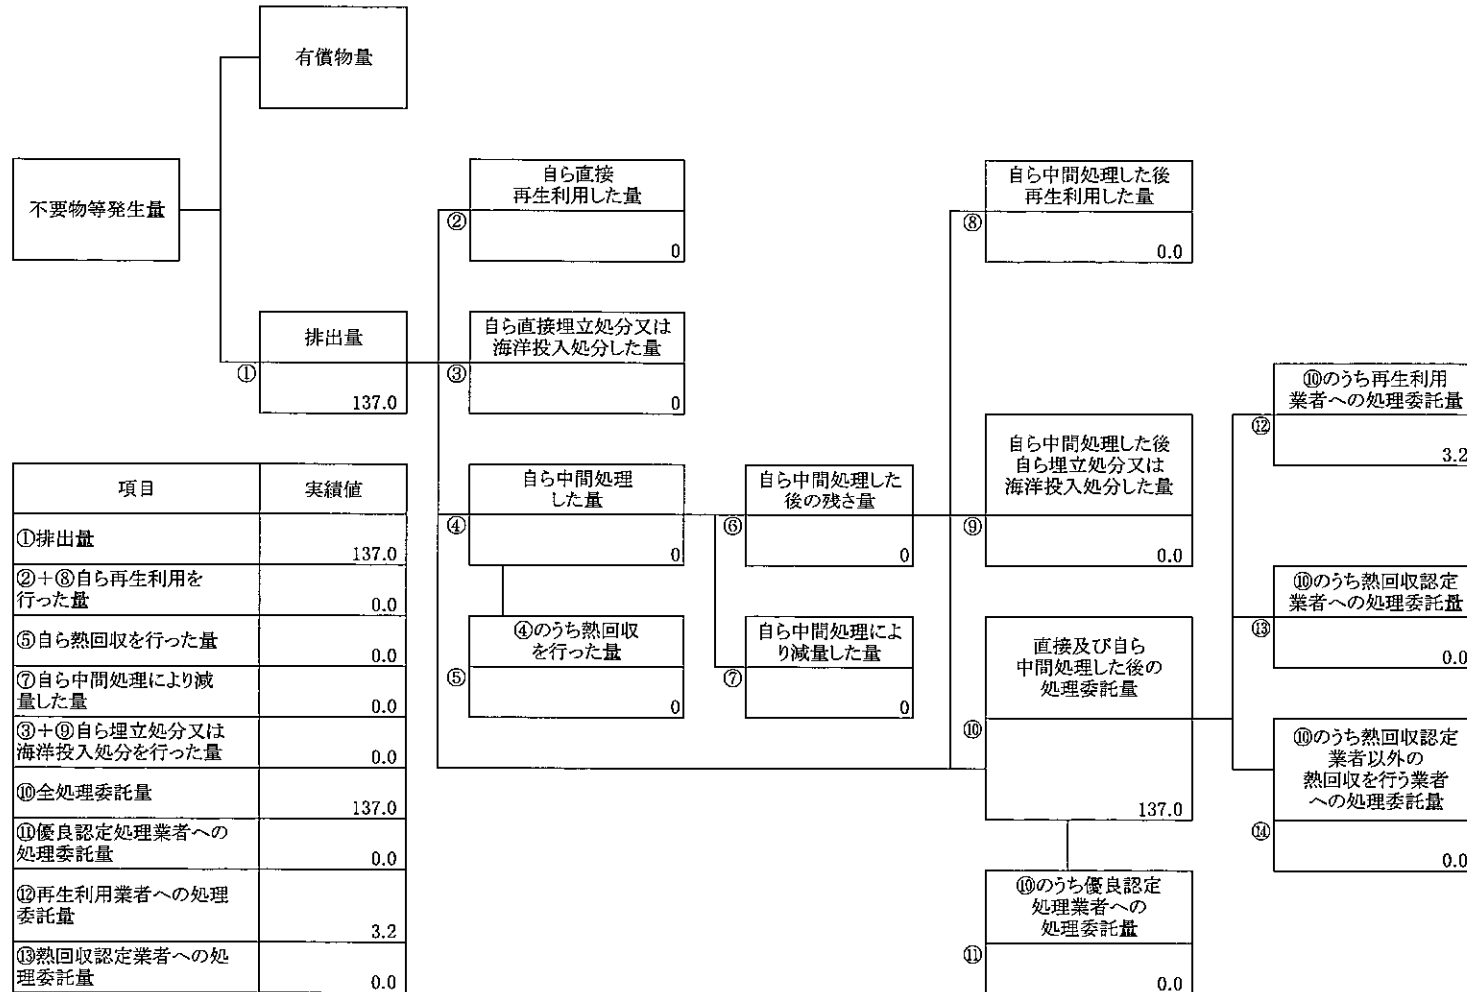 有償物量
不要物等発生量
自ら直接
再生利用した量
②
0
自ら中間処理した後
再生利用した量
⑧
0.0
排出量
①
137.0
自ら直接埋立処分又は
海洋投入処分した量
③
0
⑩のうち再生利用
業者への処理委託量
⑫
3.2
自ら中間処理
した量
④
0
自ら中間処理した
後の残さ量
⑥
0
自ら中間処理した後
自ら埋立処分又は
海洋投入処分した量
⑨
0.0
⑩のうち熱回収認定
業者への処理委託量
⑬
0.0
④のうち熱回収
を行った量
⑤
0
自ら中間処理によ
り減量した量
⑦
0
直接及び自ら
中間処理した後の
処理委託量
⑩
137.0
⑩のうち熱回収認定
業者以外の
熱回収を行う業者
への処理委託量
⑭
0.0
⑩のうち優良認定
処理業者への
処理委託量
⑪
0.0
項目 実績値
①排出量
137.0
②+⑧自ら再生利用を
行った量 0.0
⑤自ら熱回収を行った量
0.0
⑦自ら中間処理により減
量した量 0.0
③+⑨自ら埋立処分又は
海洋投入処分を行った量 0.0
⑩全処理委託量
137.0
⑪優良認定処理業者への
処理委託量 0.0
⑫再生利用業者への処理
委託量
3.2
⑬熱回収認定業者への処
理委託量 0.0